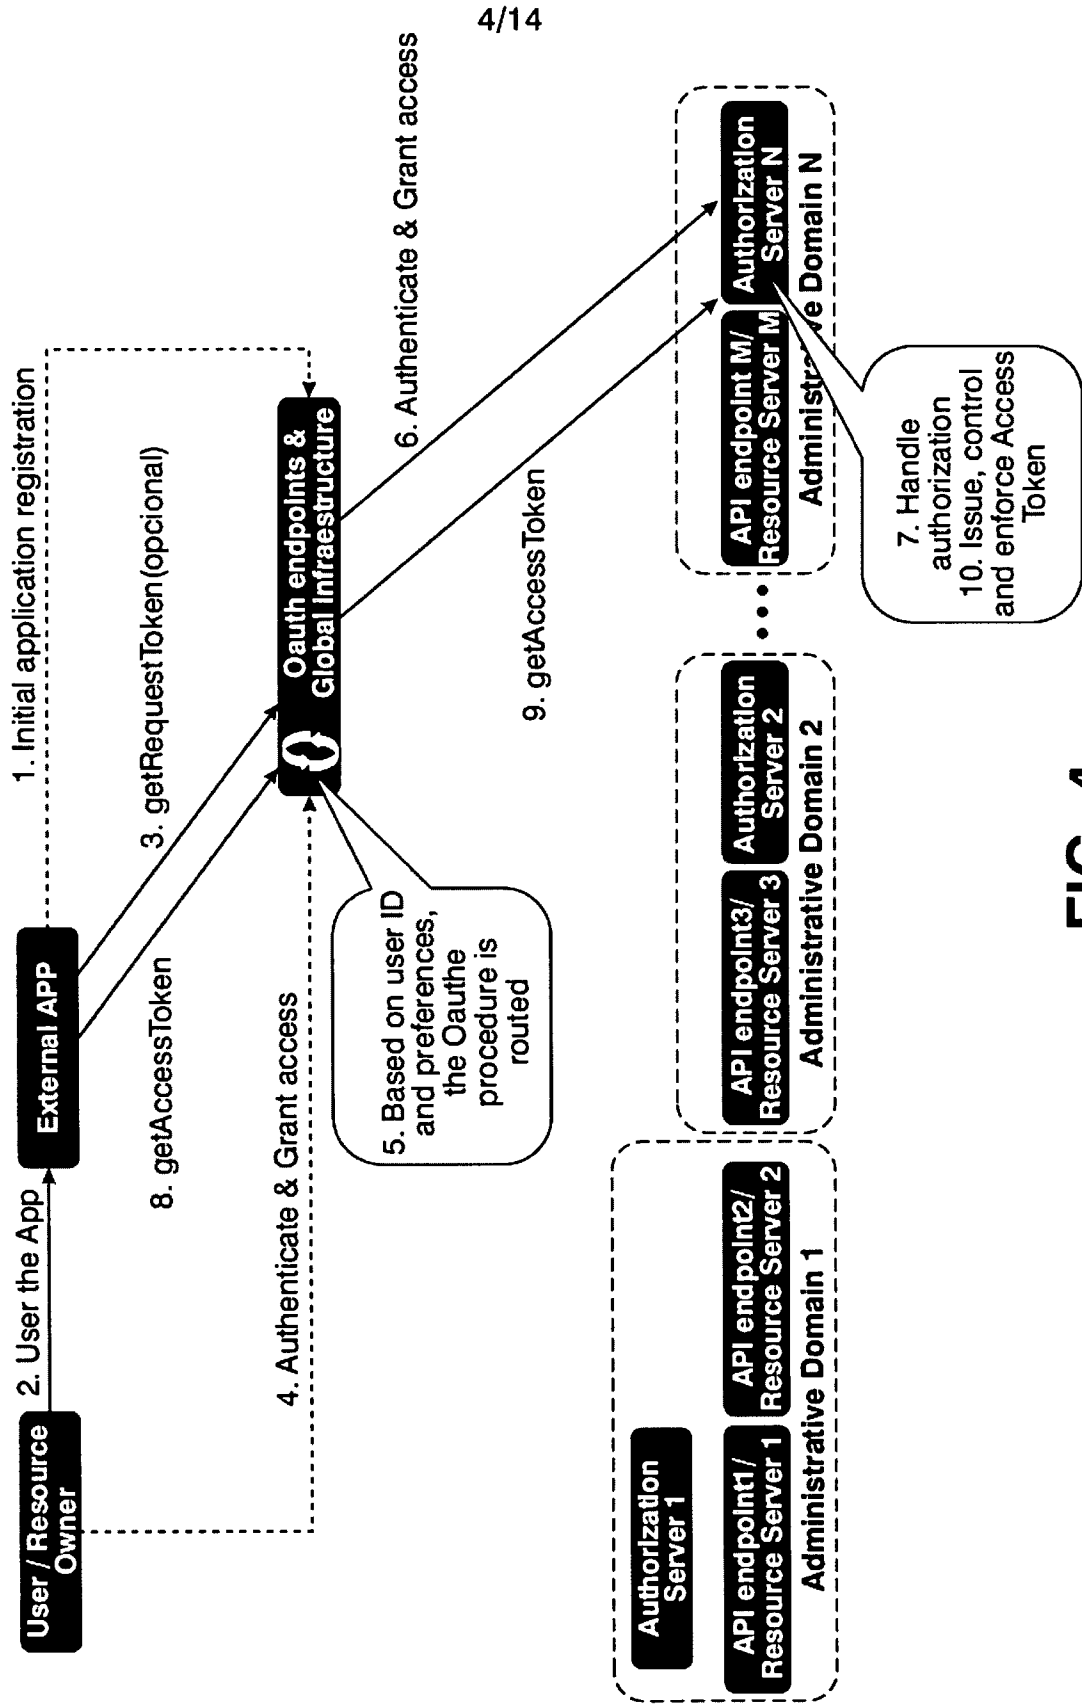 4/14
1. Initial application registration
User / Resource
Owner
2. User the App
External APP
3. getRequestToken(opcional)
8. getAccessToken
4. Authenticate & Grant access
Oauth endpoints &
Global Infraestructure
5. Based on user ID
and preferences,
the Oauthe
procedure is
routed
6. Authenticate & Grant access
9. getAccessToken
Authorization
Server 1
API endpoint1/
Resource Server 1
API endpoint2/
Resource Server 2
Administrative Domain 1
API endpoint3/
Resource Server 3
Authorization
Server 2
Administrative Domain 2
API endpoint M/
Resource Server M
Authorization
Server N
Administrative Domain N
7. Handle
authorization
10. Issue, control
and enforce Access
Token